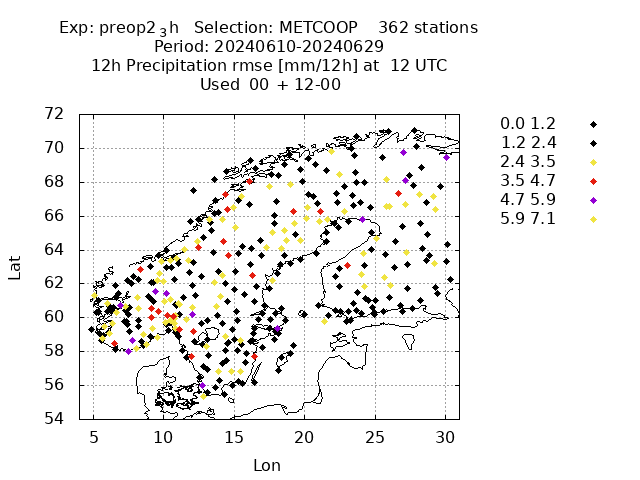 Exp: preop2₃h   Selection: METCOOP    362 stations
Period: 20240610-20240629
12h Precipitation rmse [mm/12h] at  12 UTC
Used  00 + 12-00
72
70
68
66
64
62
60
58
56
54
5 10 15 20 25 30
Lat
Lon
0.0 1.2
1.2 2.4
2.4 3.5
3.5 4.7
4.7 5.9
5.9 7.1